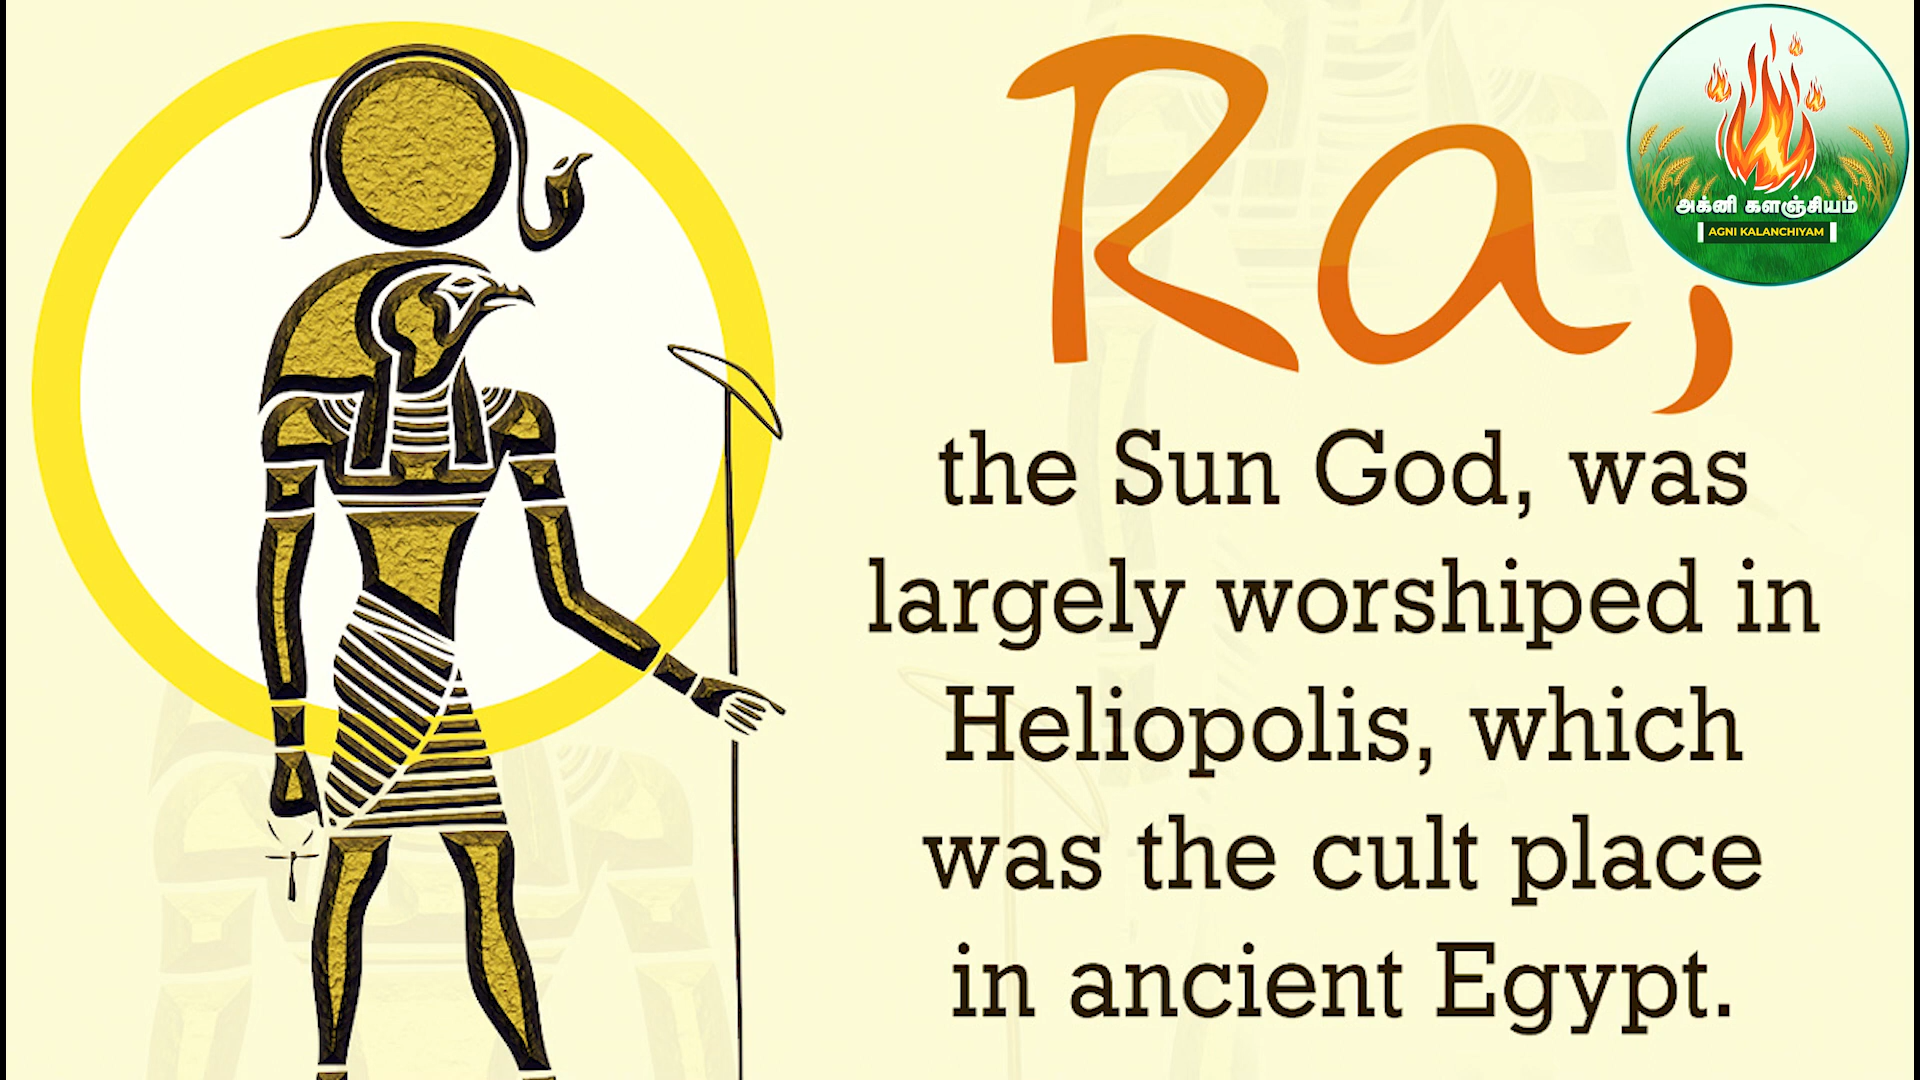 Ra,
the Sun God, was
largely worshiped in
Heliopolis, which
was the cult place
in ancient Egypt.
அக்னி களஞ்சியம்
AGNI KALANCHIYAM